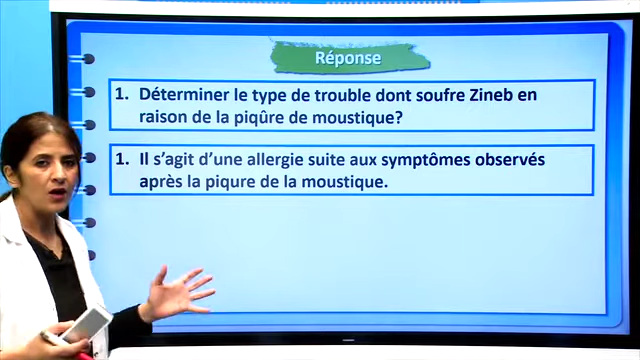 Réponse
1. Déterminer le type de trouble dont soufre Zineb en
raison de la piqûre de moustique?
1. Il s'agit d'une allergie suite aux symptômes observés
après la piqure de la moustique.